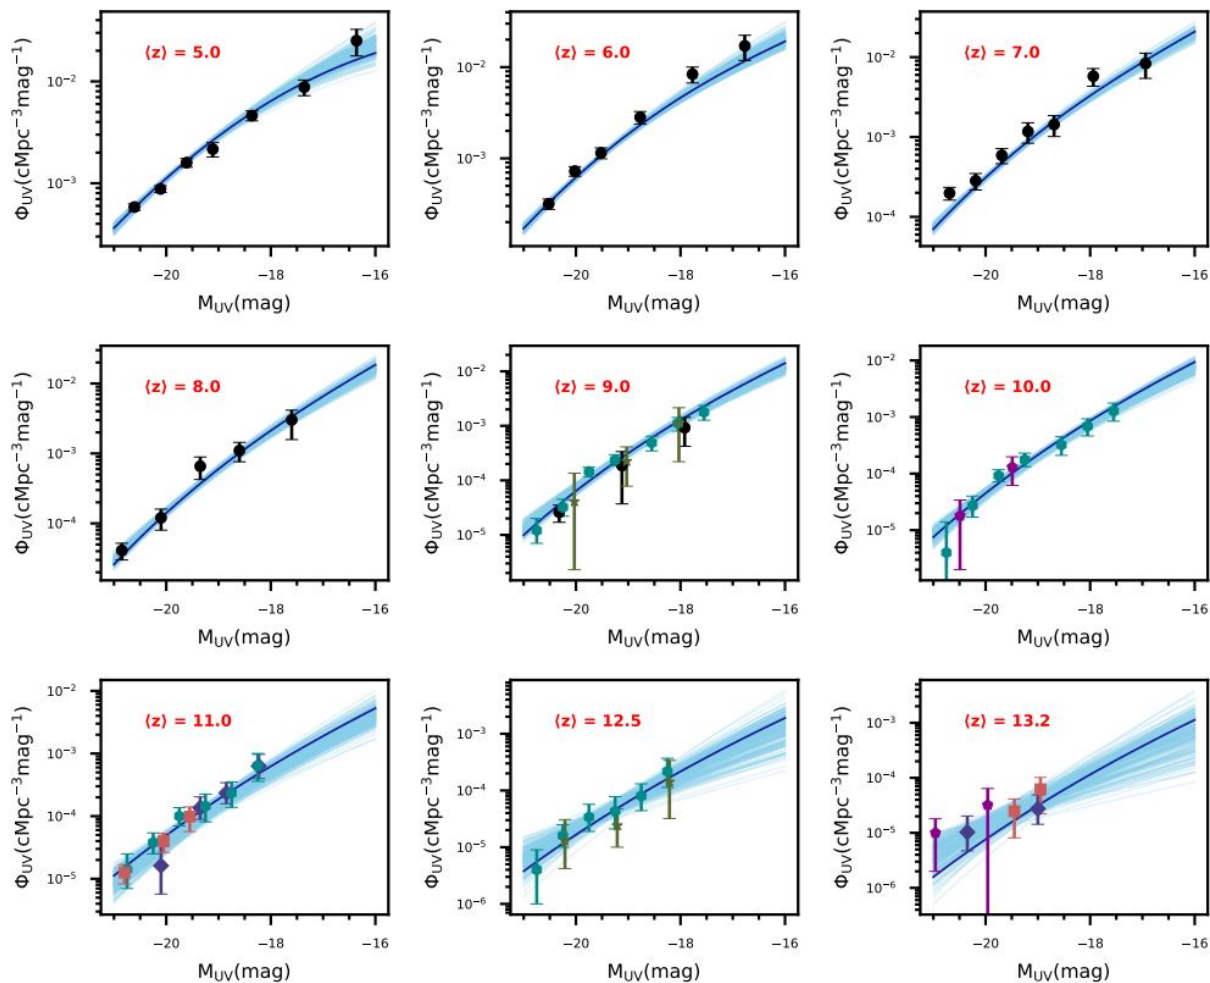 ⟨z⟩ = 5.0
10⁻²
10⁻³
Φ_UV(cMpc⁻³mag⁻¹)
−20 −18 −16
M_UV(mag)
⟨z⟩ = 6.0
10⁻²
10⁻³
Φ_UV(cMpc⁻³mag⁻¹)
−20 −18 −16
M_UV(mag)
⟨z⟩ = 7.0
10⁻²
10⁻³
10⁻⁴
Φ_UV(cMpc⁻³mag⁻¹)
−20 −18 −16
M_UV(mag)
⟨z⟩ = 8.0
10⁻²
10⁻³
10⁻⁴
Φ_UV(cMpc⁻³mag⁻¹)
−20 −18 −16
M_UV(mag)
⟨z⟩ = 9.0
10⁻²
10⁻³
10⁻⁴
10⁻⁵
Φ_UV(cMpc⁻³mag⁻¹)
−20 −18 −16
M_UV(mag)
⟨z⟩ = 10.0
10⁻²
10⁻³
10⁻⁴
10⁻⁵
Φ_UV(cMpc⁻³mag⁻¹)
−20 −18 −16
M_UV(mag)
⟨z⟩ = 11.0
10⁻²
10⁻³
10⁻⁴
10⁻⁵
Φ_UV(cMpc⁻³mag⁻¹)
−20 −18 −16
M_UV(mag)
⟨z⟩ = 12.5
10⁻³
10⁻⁴
10⁻⁵
10⁻⁶
Φ_UV(cMpc⁻³mag⁻¹)
−20 −18 −16
M_UV(mag)
⟨z⟩ = 13.2
10⁻³
10⁻⁴
10⁻⁵
10⁻⁶
Φ_UV(cMpc⁻³mag⁻¹)
−20 −18 −16
M_UV(mag)